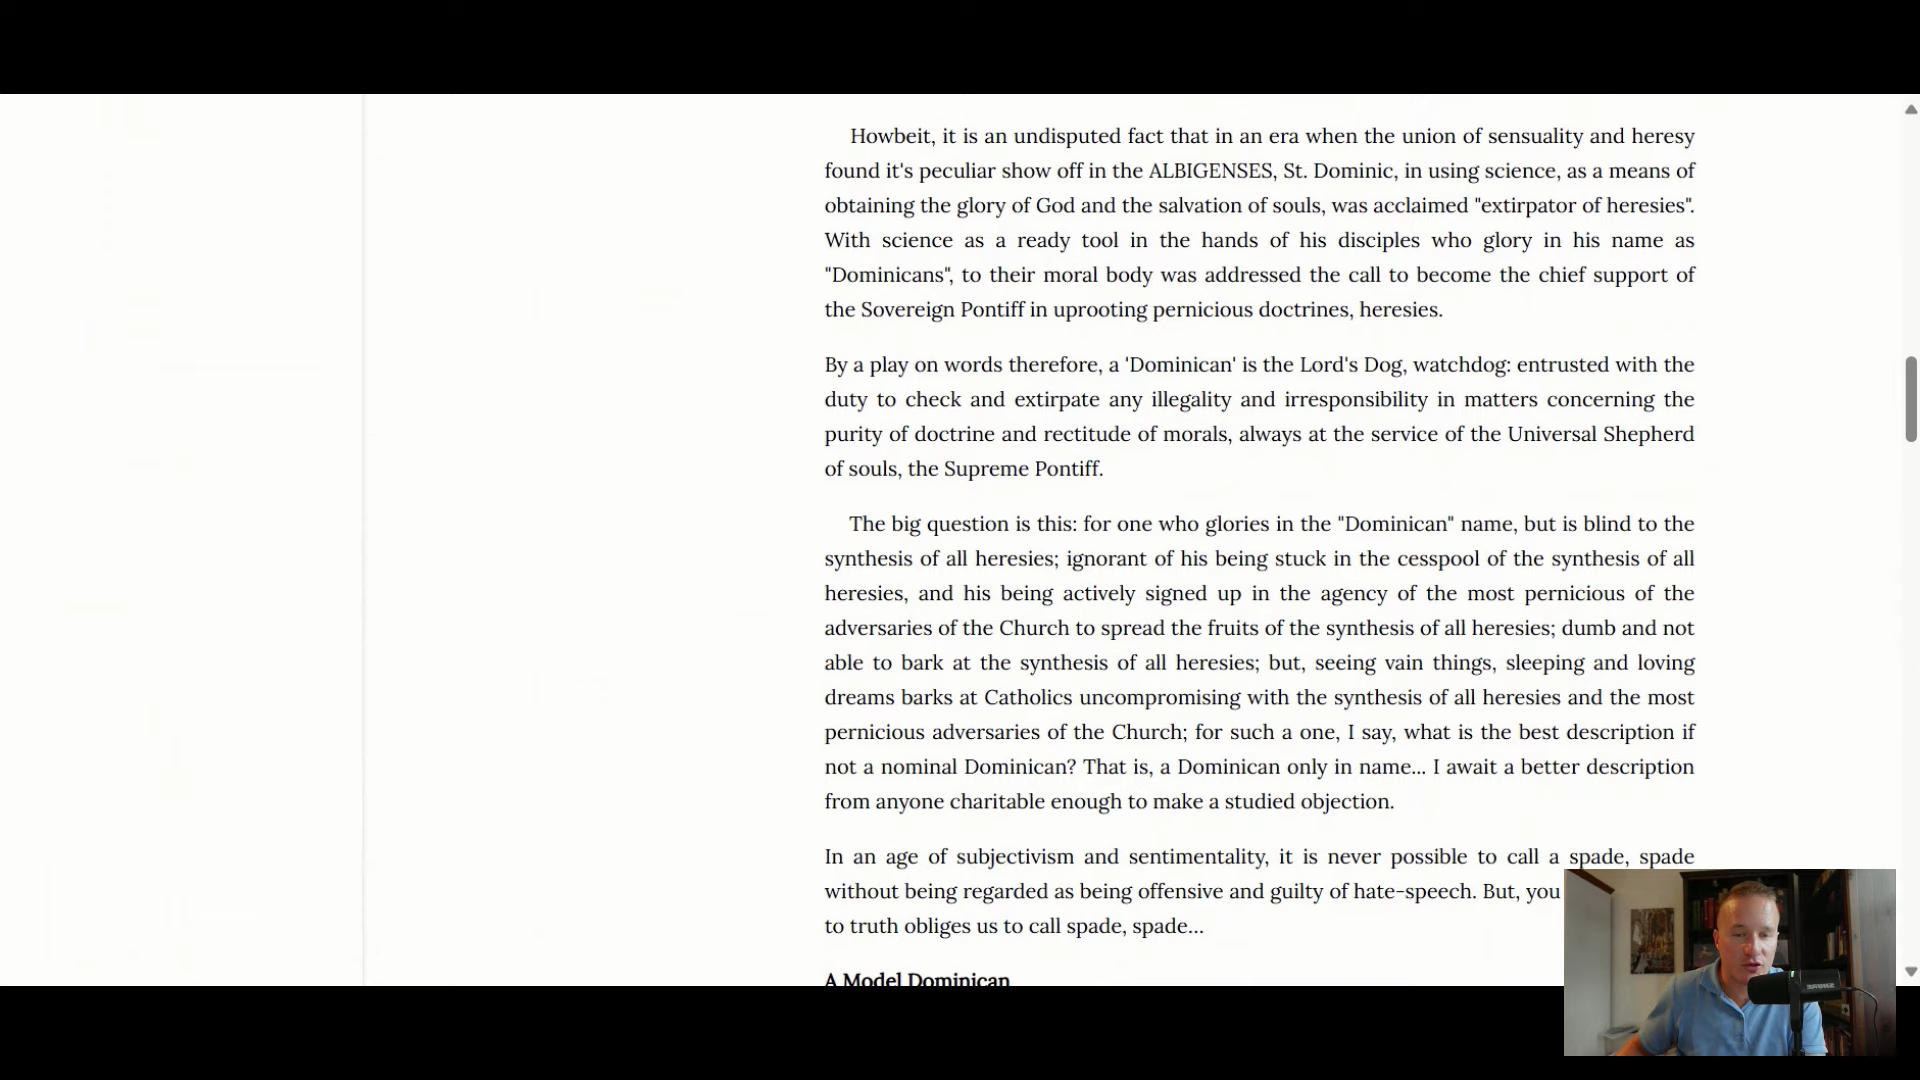 Howbeit, it is an undisputed fact that in an era when the union of sensuality and heresy
found it's peculiar show off in the ALBIGENSES, St. Dominic, in using science, as a means of
obtaining the glory of God and the salvation of souls, was acclaimed "extirpator of heresies".
With science as a ready tool in the hands of his disciples who glory in his name as
"Dominicans", to their moral body was addressed the call to become the chief support of
the Sovereign Pontiff in uprooting pernicious doctrines, heresies.
By a play on words therefore, a 'Dominican' is the Lord's Dog, watchdog: entrusted with the
duty to check and extirpate any illegality and irresponsibility in matters concerning the
purity of doctrine and rectitude of morals, always at the service of the Universal Shepherd
of souls, the Supreme Pontiff.
The big question is this: for one who glories in the "Dominican" name, but is blind to the
synthesis of all heresies; ignorant of his being stuck in the cesspool of the synthesis of all
heresies, and his being actively signed up in the agency of the most pernicious of the
adversaries of the Church to spread the fruits of the synthesis of all heresies; dumb and not
able to bark at the synthesis of all heresies; but, seeing vain things, sleeping and loving
dreams barks at Catholics uncompromising with the synthesis of all heresies and the most
pernicious adversaries of the Church; for such a one, I say, what is the best description if
not a nominal Dominican? That is, a Dominican only in name... I await a better description
from anyone charitable enough to make a studied objection.
In an age of subjectivism and sentimentality, it is never possible to call a spade, spade
without being regarded as being offensive and guilty of hate-speech. But, you
to truth obliges us to call spade, spade...
A Model Dominican